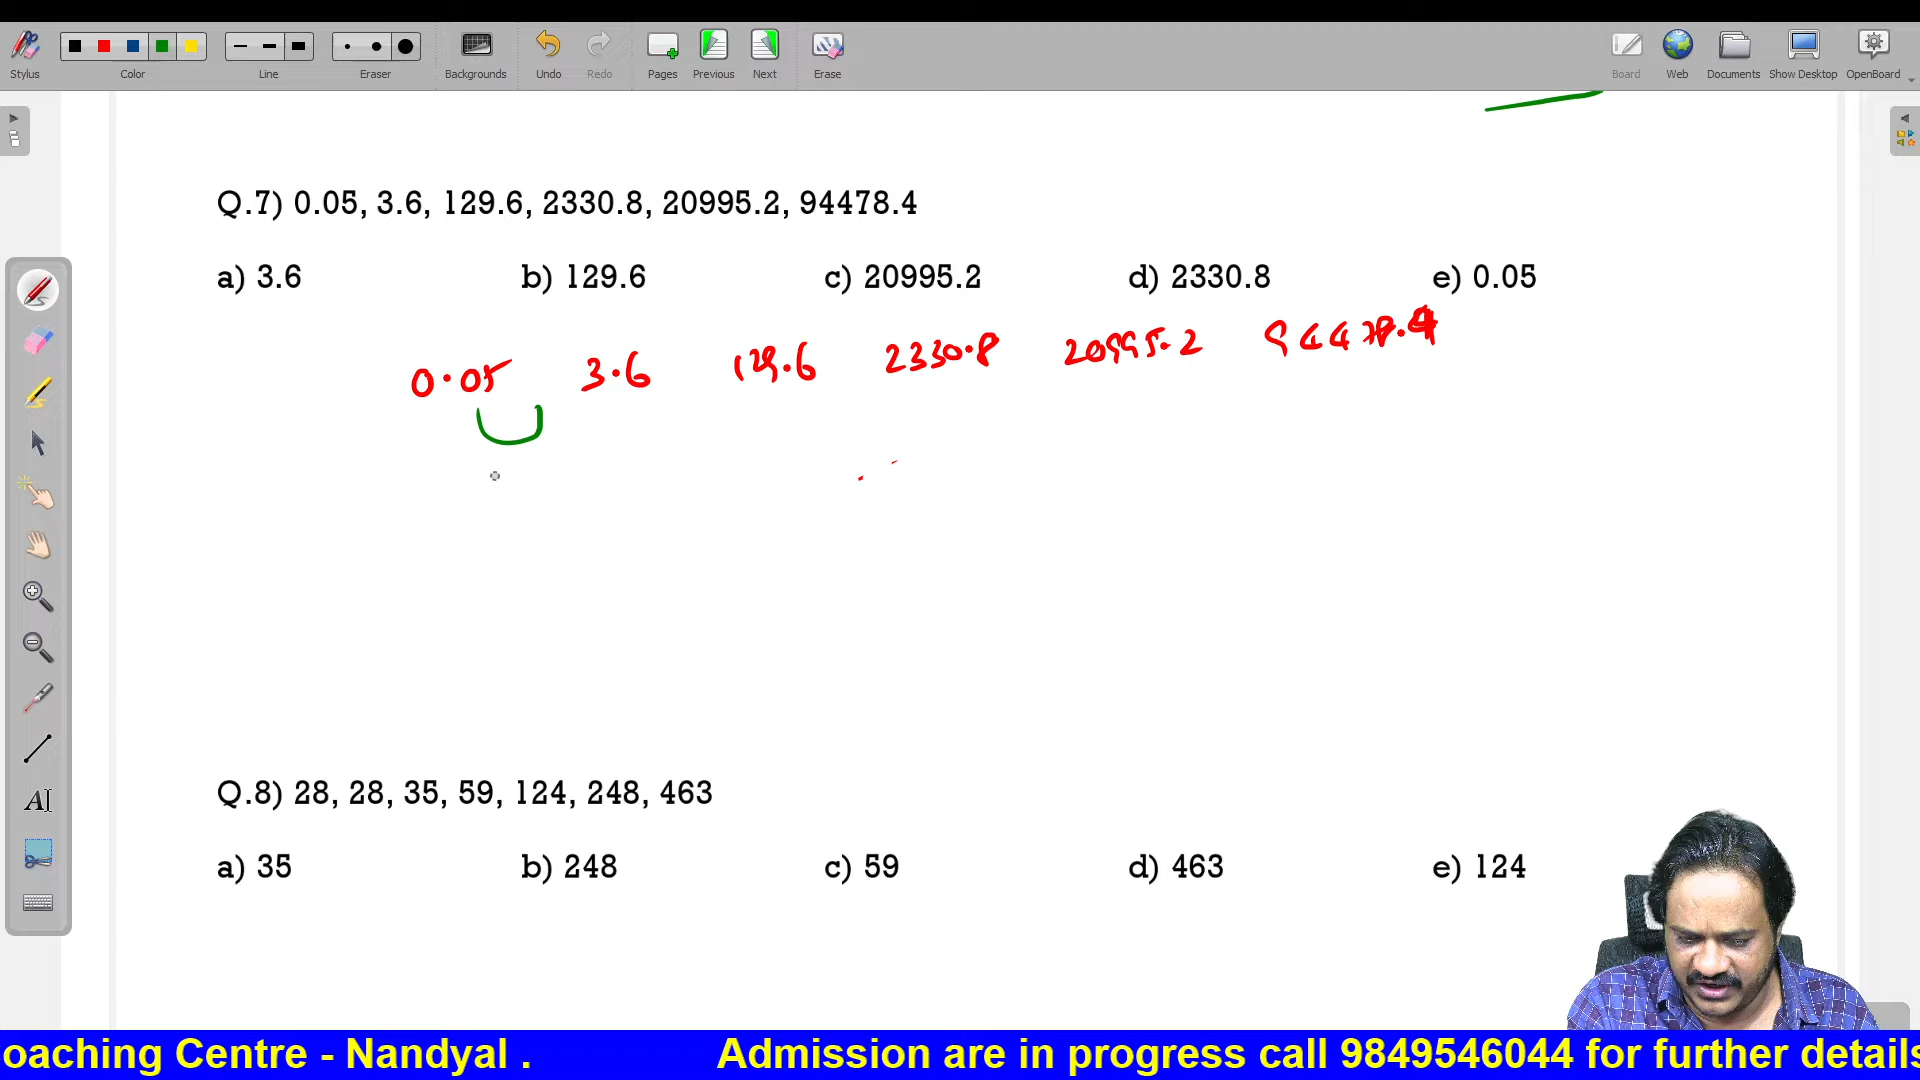 Stylus Color Line Eraser Backgrounds Undo Redo Pages Previous Next Erase Board Web Documents Show Desktop OpenBoard
Q.7) 0.05, 3.6, 129.6, 2330.8, 20995.2, 94478.4
a) 3.6 b) 129.6 c) 20995.2 d) 2330.8 e) 0.05
0.05 3.6 129.6 2330.8 20995.2 94478.4
Q.8) 28, 28, 35, 59, 124, 248, 463
a) 35 b) 248 c) 59 d) 463 e) 124
oaching Centre - Nandyal . Admission are in progress call 9849546044 for further details